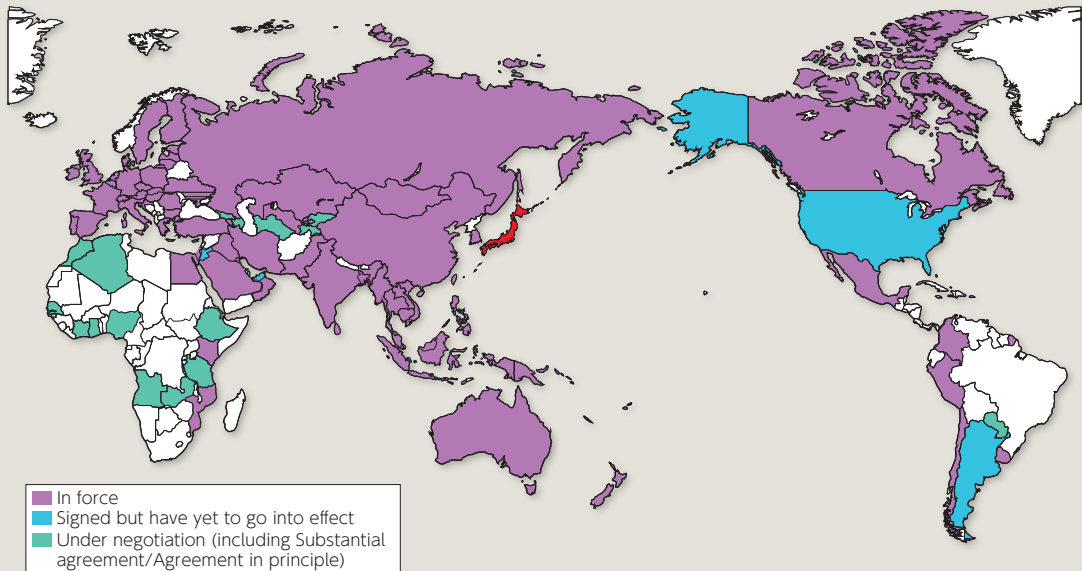 In force
Signed but have yet to go into effect
Under negotiation (including Substantial
agreement/Agreement in principle)